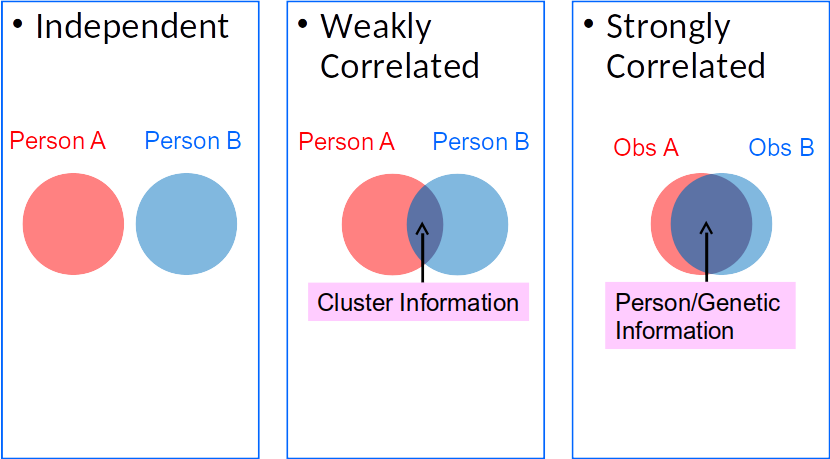 • Independent
Person A
Person B
• Weakly
Correlated
Person A
Person B
Cluster Information
• Strongly
Correlated
Obs A
Obs B
Person/Genetic
Information